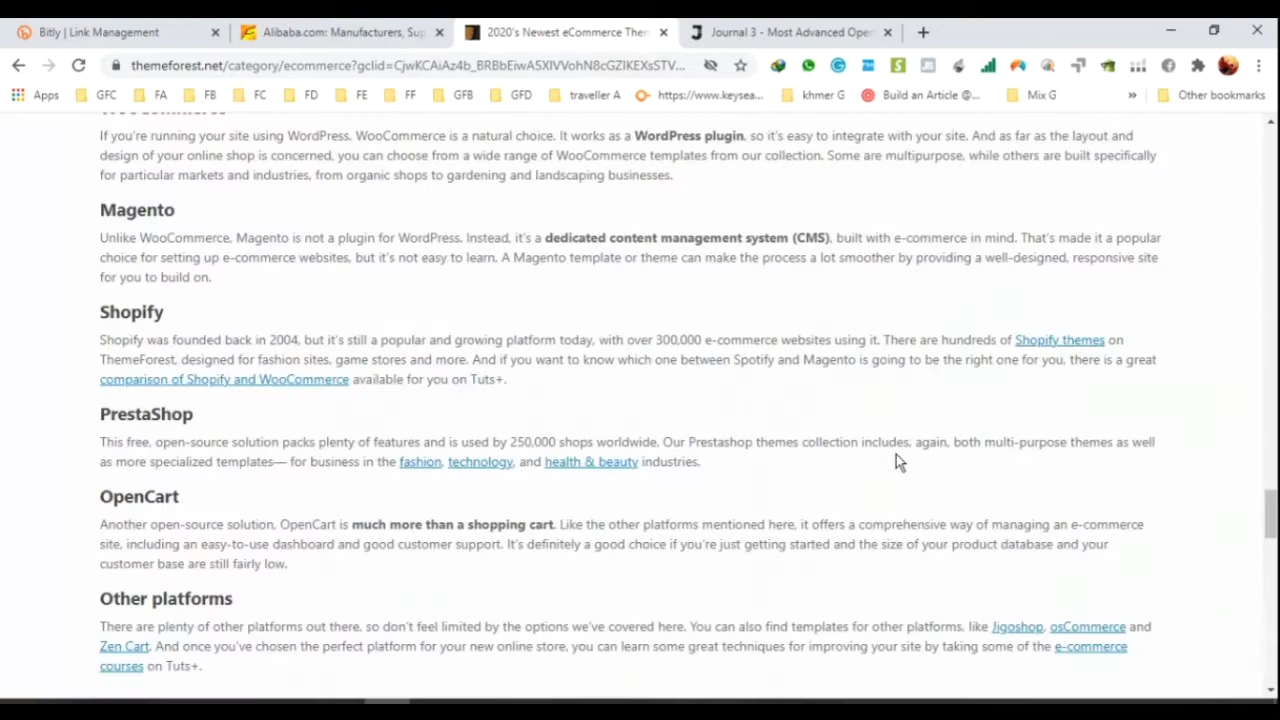 Bitly | Link Management
Alibaba.com: Manufacturers, Sup
2020's Newest eCommerce Them
Journal 3 - Most Advanced Open
themeforest.net/category/ecommerce?gclid=CjwKCAiAz4b_BRBbEiwA5XlVVohN8cGZIKEXsSTV...
Apps GFC FA FB FC FD FE FF GFB GFD traveller A https://www.keysea... khmer G Build an Article @... Mix G » Other bookmarks
If you're running your site using WordPress, WooCommerce is a natural choice. It works as a WordPress plugin, so it's easy to integrate with your site. And as far as the layout and
design of your online shop is concerned, you can choose from a wide range of WooCommerce templates from our collection. Some are multipurpose, while others are built specifically
for particular markets and industries, from organic shops to gardening and landscaping businesses.
Magento
Unlike WooCommerce, Magento is not a plugin for WordPress. Instead, it's a dedicated content management system (CMS), built with e-commerce in mind. That's made it a popular
choice for setting up e-commerce websites, but it's not easy to learn. A Magento template or theme can make the process a lot smoother by providing a well-designed, responsive site
for you to build on.
Shopify
Shopify was founded back in 2004, but it's still a popular and growing platform today, with over 300,000 e-commerce websites using it. There are hundreds of Shopify themes on
ThemeForest, designed for fashion sites, game stores and more. And if you want to know which one between Spotify and Magento is going to be the right one for you, there is a great
comparison of Shopify and WooCommerce available for you on Tuts+.
PrestaShop
This free, open-source solution packs plenty of features and is used by 250,000 shops worldwide. Our Prestashop themes collection includes, again, both multi-purpose themes as well
as more specialized templates— for business in the fashion, technology, and health & beauty industries.
OpenCart
Another open-source solution, OpenCart is much more than a shopping cart. Like the other platforms mentioned here, it offers a comprehensive way of managing an e-commerce
site, including an easy-to-use dashboard and good customer support. It's definitely a good choice if you're just getting started and the size of your product database and your
customer base are still fairly low.
Other platforms
There are plenty of other platforms out there, so don't feel limited by the options we've covered here. You can also find templates for other platforms, like Jigoshop, osCommerce and
Zen Cart. And once you've chosen the perfect platform for your new online store, you can learn some great techniques for improving your site by taking some of the e-commerce
courses on Tuts+.